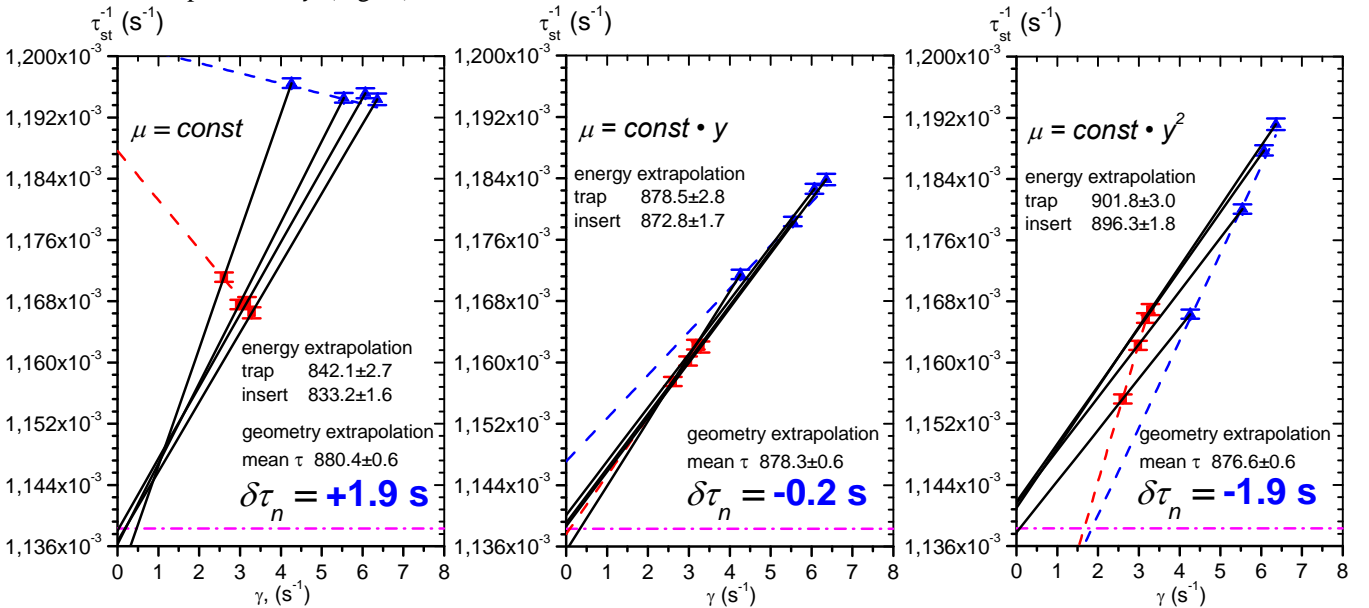 τ_st^-1 (s^-1)
1,200x10^-3
1,192x10^-3
1,184x10^-3
1,176x10^-3
1,168x10^-3
1,160x10^-3
1,152x10^-3
1,144x10^-3
1,136x10^-3
μ = const
energy extrapolation
trap 842.1±2.7
insert 833.2±1.6
geometry extrapolation
mean τ 880.4±0.6
δτ_n = +1.9 s
0 1 2 3 4 5 6 7 8
γ, (s^-1)
τ_st^-1 (s^-1)
1,200x10^-3
1,192x10^-3
1,184x10^-3
1,176x10^-3
1,168x10^-3
1,160x10^-3
1,152x10^-3
1,144x10^-3
1,136x10^-3
μ = const • y
energy extrapolation
trap 878.5±2.8
insert 872.8±1.7
geometry extrapolation
mean τ 878.3±0.6
δτ_n = -0.2 s
0 1 2 3 4 5 6 7 8
γ (s^-1)
τ_st^-1 (s^-1)
1,200x10^-3
1,192x10^-3
1,184x10^-3
1,176x10^-3
1,168x10^-3
1,160x10^-3
1,152x10^-3
1,144x10^-3
1,136x10^-3
μ = const • y^2
energy extrapolation
trap 901.8±3.0
insert 896.3±1.8
geometry extrapolation
mean τ 876.6±0.6
δτ_n = -1.9 s
0 1 2 3 4 5 6 7 8
γ (s^-1)